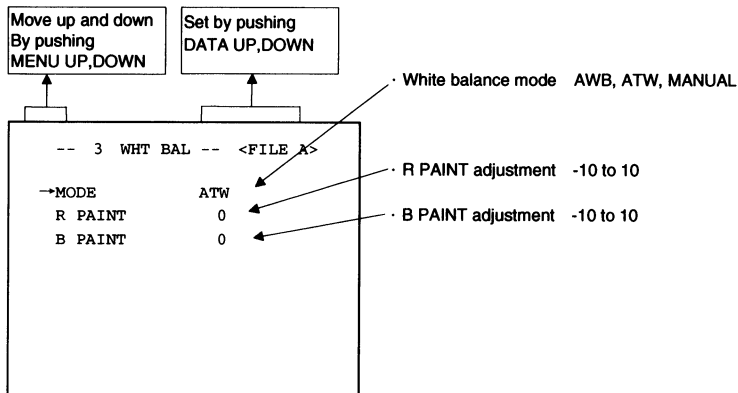 Move up and down
By pushing
MENU UP,DOWN
Set by pushing
DATA UP,DOWN
· White balance mode AWB, ATW, MANUAL
-- 3 WHT BAL -- <FILE A>
· R PAINT adjustment -10 to 10
→MODE ATW
R PAINT 0
· B PAINT adjustment -10 to 10
B PAINT 0